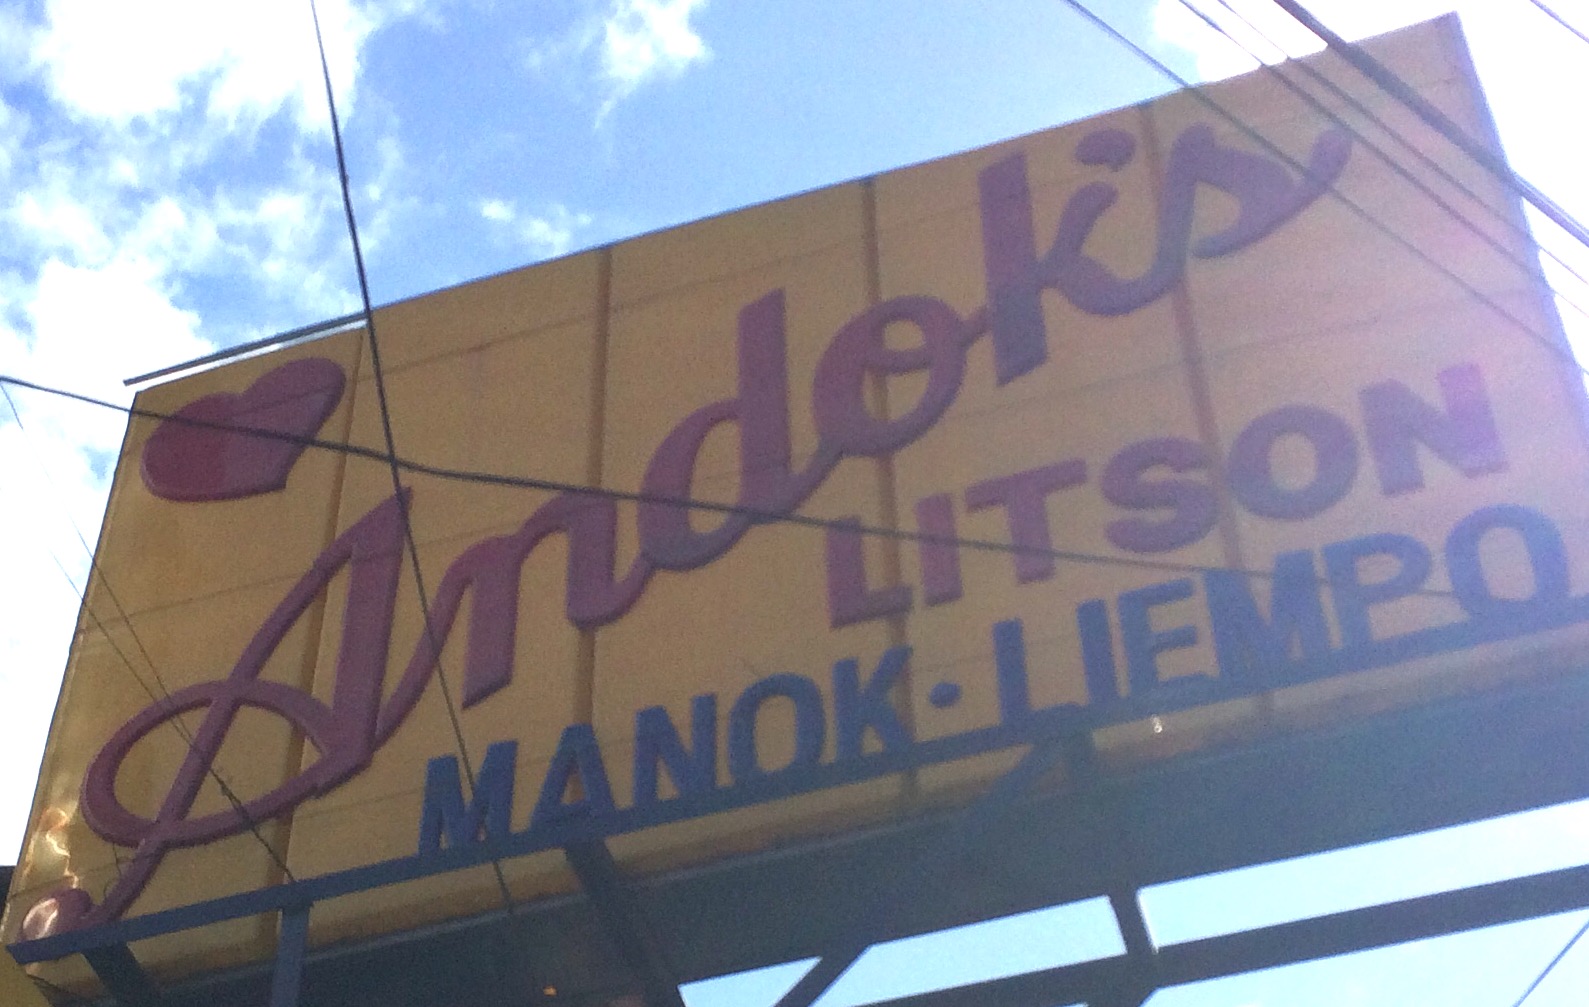 Andok's
LITSON
MANOK · LIEMPO